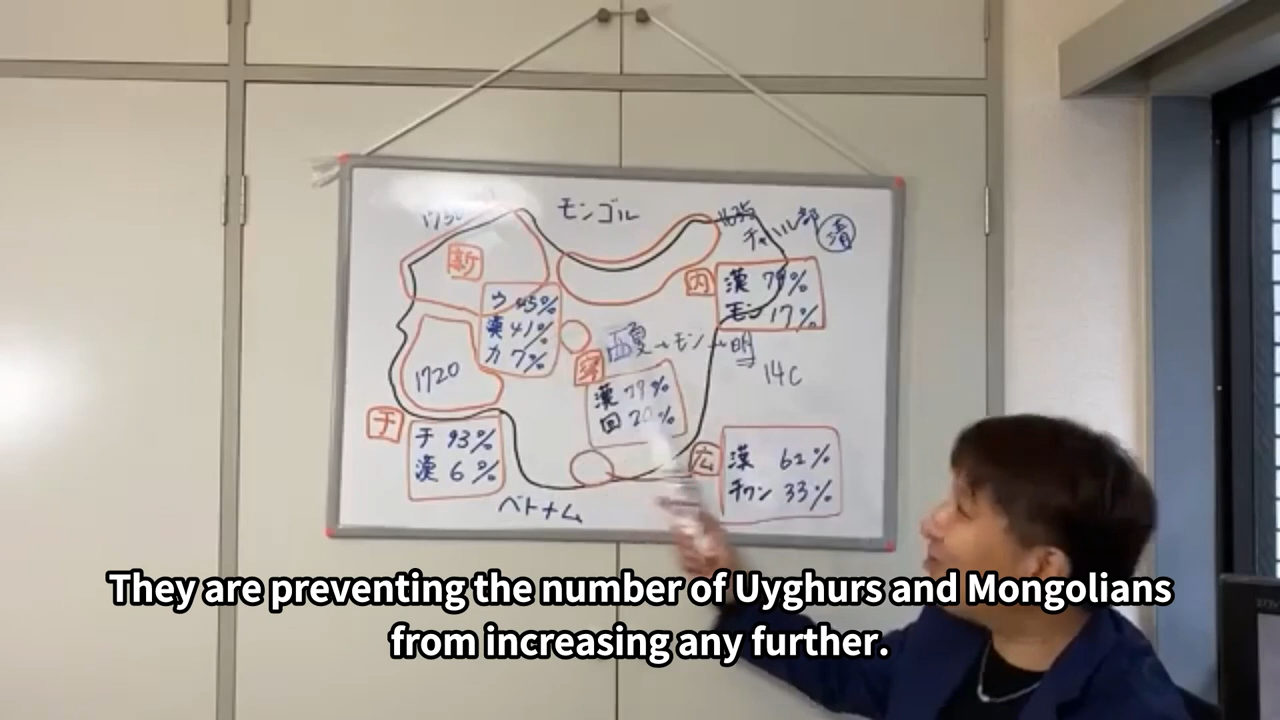 モンゴル
チャハル部
清
新
内
漢 79%
モン 17%
ウ 45%
漢 41%
カ 7%
西夏→モン→明
14C
1720
寧
漢 79%
回 20%
チ
チ 93%
漢 6%
広
漢 62%
チワン 33%
ベトナム
They are preventing the number of Uyghurs and Mongolians
from increasing any further.